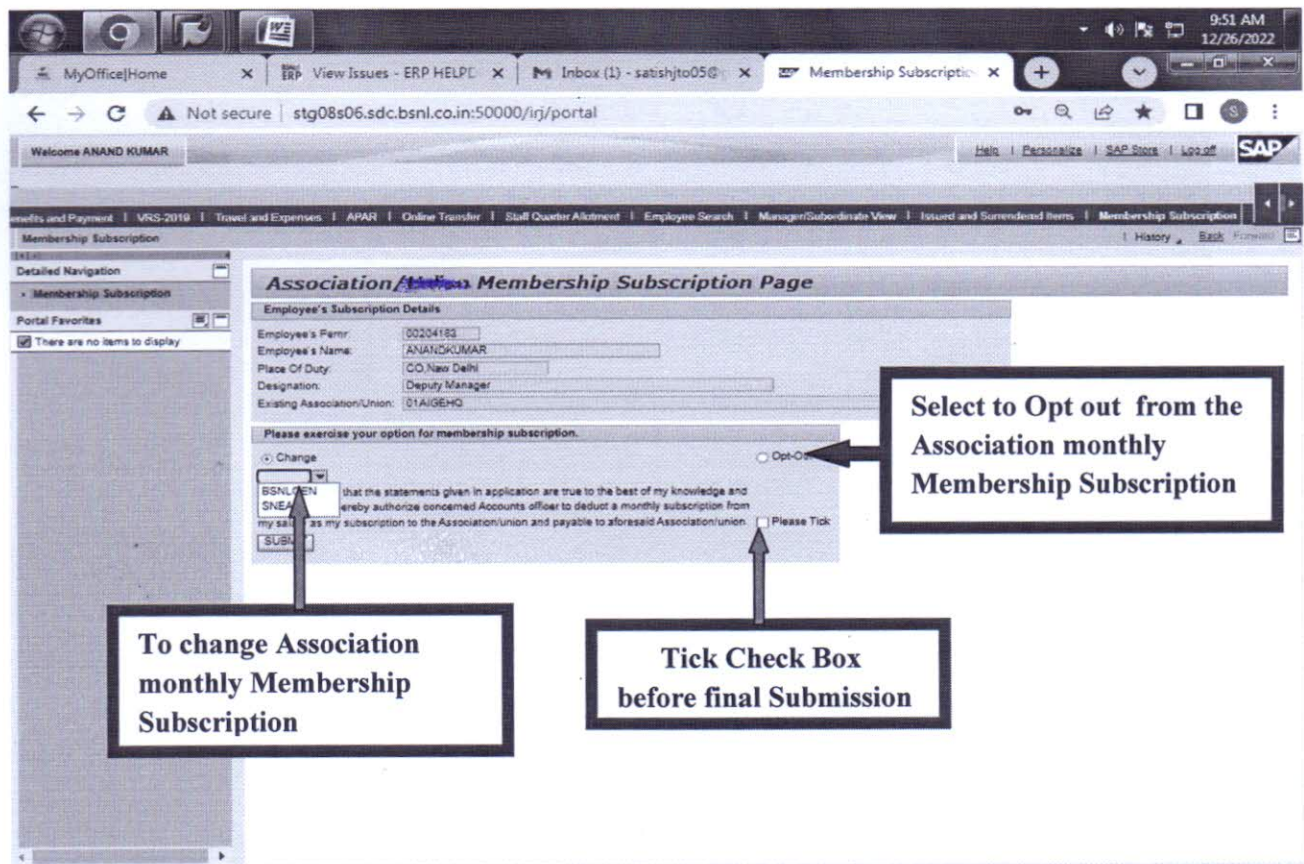 9:51 AM
12/26/2022
MyOffice|Home
View Issues - ERP HELPD
Inbox (1) - satishjto05@
Membership Subscriptio
Not secure stg08s06.sdc.bsnl.co.in:50000/irj/portal
Welcome ANAND KUMAR
Help | Personalize | SAP Store | Log off
SAP
enefits and Payment | VRS-2019 | Travel and Expenses | APAR | Online Transfer | Staff Quarter Allotment | Employee Search | Manager/Subordinate View | Issued and Surrendered Items | Membership Subscription
Membership Subscription
History Back Forward
Detailed Navigation
Membership Subscription
Portal Favorites
There are no items to display
Association/ Membership Subscription Page
Employee's Subscription Details
Employee's Pernr: 00204183
Employee's Name: ANANDKUMAR
Place Of Duty: CO,New Delhi
Designation: Deputy Manager
Existing Association/Union: 01AIGEHQ
Please exercise your option for membership subscription.
Change
Opt-O
BSNL EN
SNEA
that the statements given in application are true to the best of my knowledge and
ereby authorize concerned Accounts officer to deduct a monthly subscription from
my salary as my subscription to the Association/union and payable to aforesaid Association/union. Please Tick
SUBM
Select to Opt out from the
Association monthly
Membership Subscription
To change Association
monthly Membership
Subscription
Tick Check Box
before final Submission